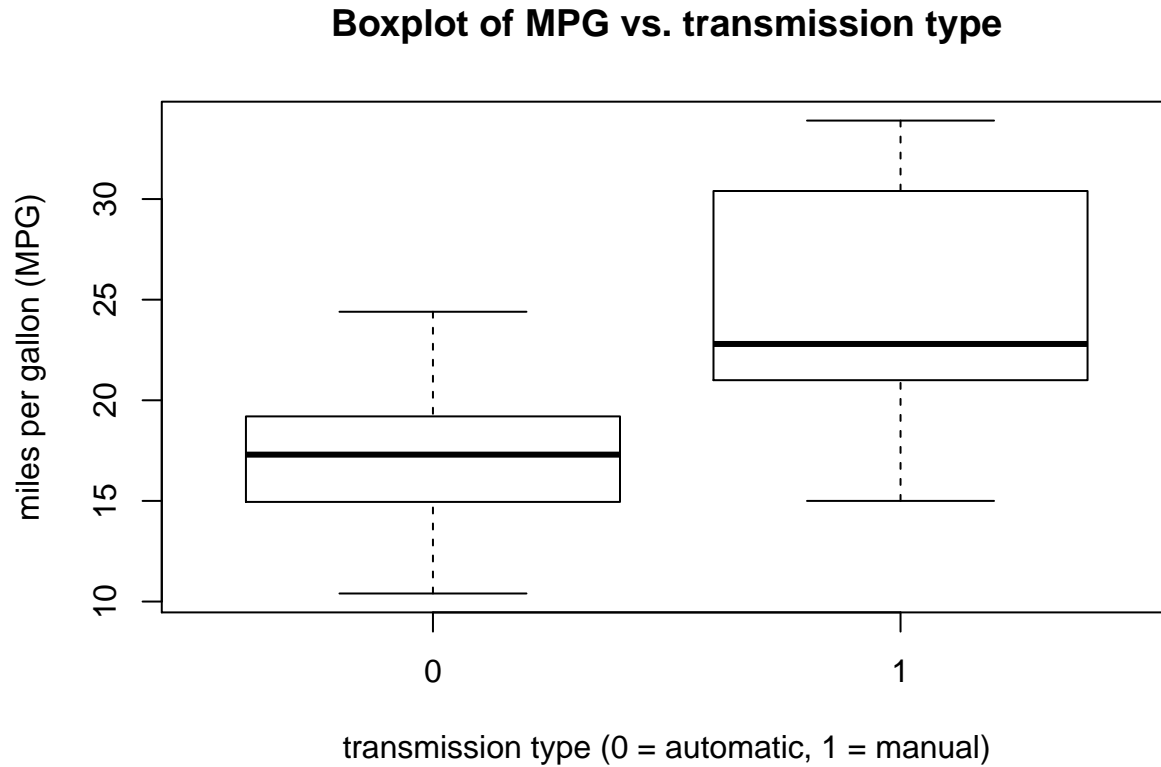 Boxplot of MPG vs. transmission type
miles per gallon (MPG)
30
25
20
15
10
0 1
transmission type (0 = automatic, 1 = manual)